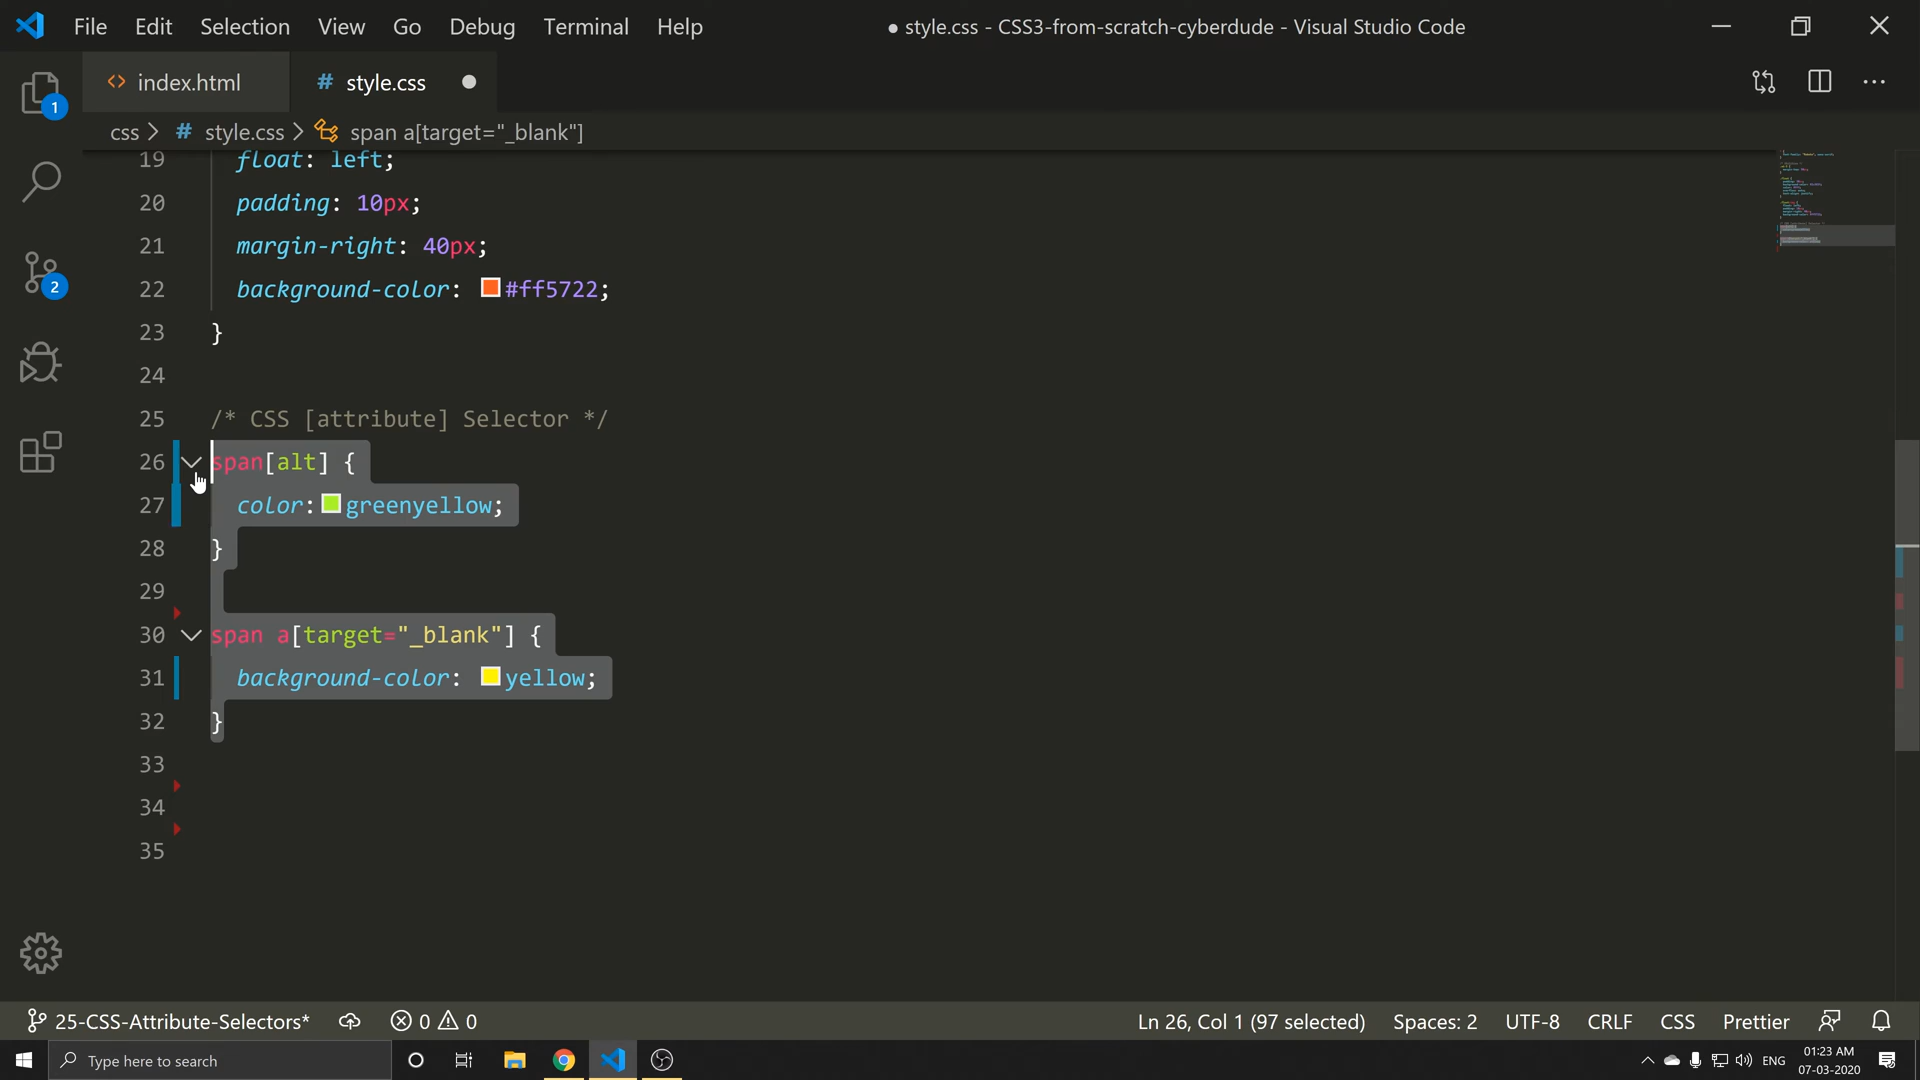 File Edit Selection View Go Debug Terminal Help
● style.css - CSS3-from-scratch-cyberdude - Visual Studio Code
<> index.html
# style.css ●
css > # style.css > span a[target="_blank"]
1
2
19 float: left;
20 padding: 10px;
21 margin-right: 40px;
22 background-color: #ff5722;
23 }
24
25 /* CSS [attribute] Selector */
26 span[alt] {
27 color: greenyellow;
28 }
29
30 span a[target="_blank"] {
31 background-color: yellow;
32 }
33
34
35
25-CSS-Attribute-Selectors* 0 0 Ln 26, Col 1 (97 selected) Spaces: 2 UTF-8 CRLF CSS Prettier
Type here to search
ENG
01:23 AM
07-03-2020